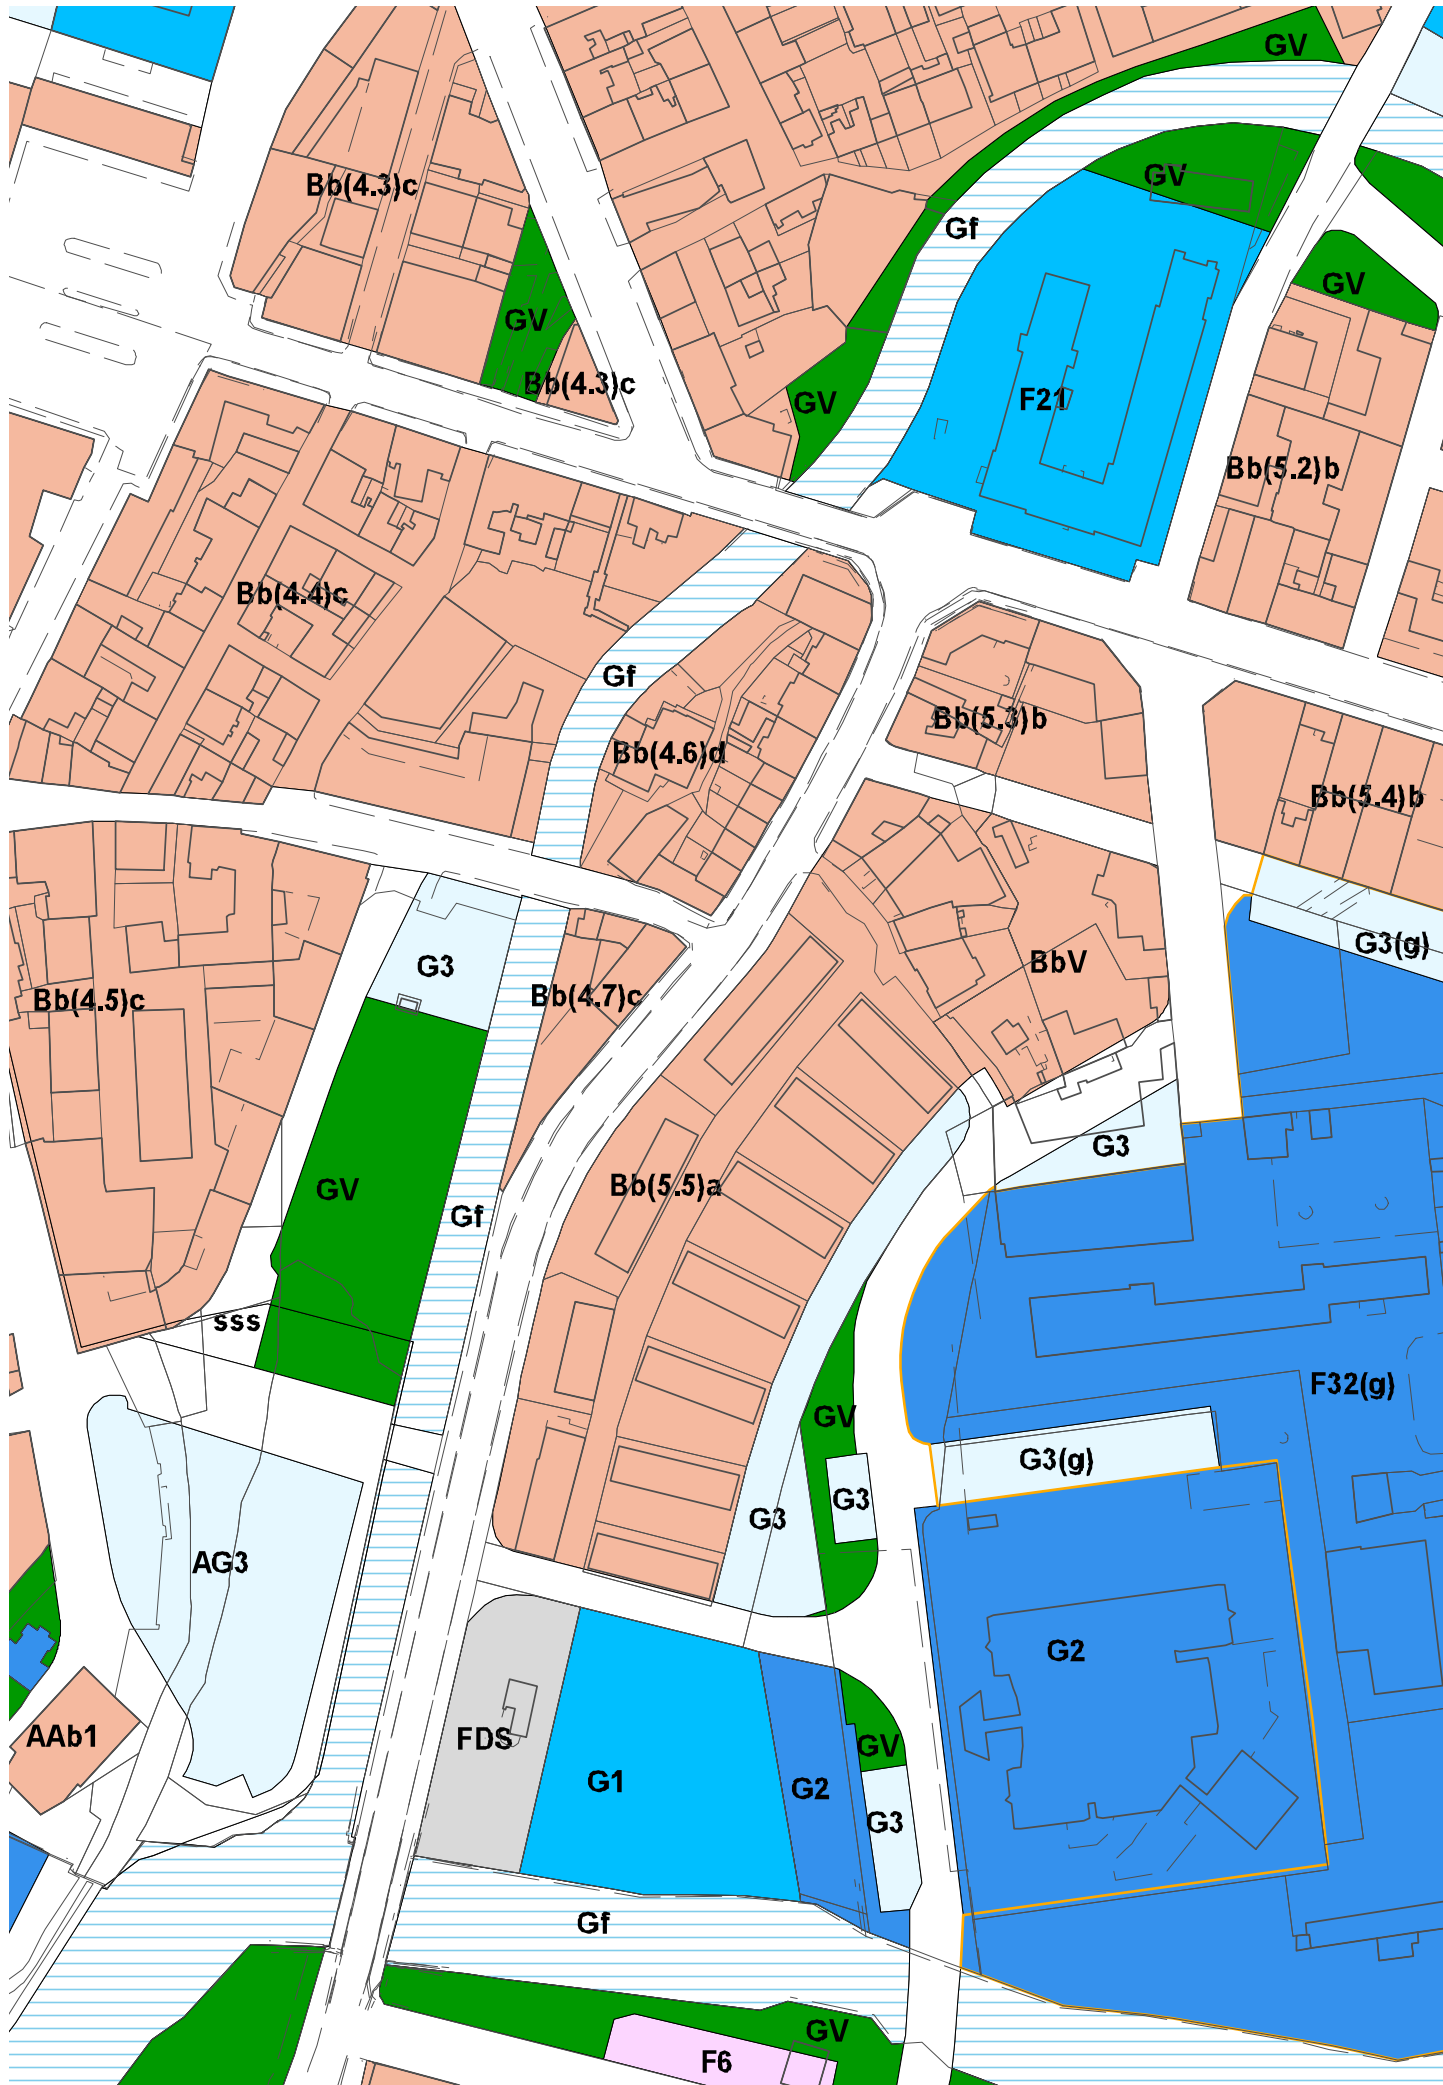 GV
Bb(4.3)c
GV
Gf
GV
GV
Bb(4.3)c
GV
F21
Bb(5.2)b
Bb(4.4)c
Gf
Bb(5.3)b
Bb(4.6)d
Bb(5.4)b
G3(g)
G3
BbV
Bb(4.5)c
Bb(4.7)c
G3
GV
Bb(5.5)a
Gf
sss
F32(g)
GV
G3(g)
G3
G3
AG3
G2
AAb1
FDS
GV
G1
G2
G3
Gf
GV
F6